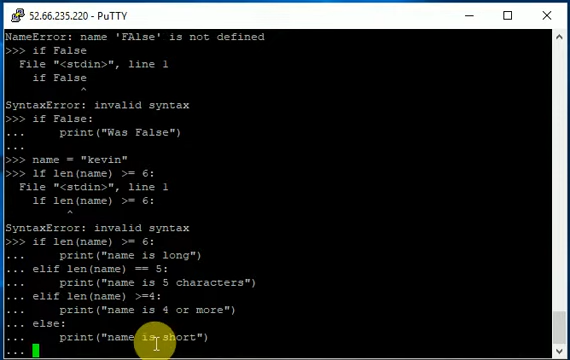 52.66.235.220 - PuTTY
NameError: name 'FAlse' is not defined
>>> if False
  File "<stdin>", line 1
    if False
           ^
SyntaxError: invalid syntax
>>> if False:
...     print("Was False")
...
>>> name = "kevin"
>>> lf len(name) >= 6:
  File "<stdin>", line 1
    lf len(name) >= 6:
         ^
SyntaxError: invalid syntax
>>> if len(name) >= 6:
...     print("name is long")
... elif len(name) == 5:
...     print("name is 5 characters")
... elif len(name) >=4:
...     print("name is 4 or more")
... else:
...     print("name is short")
...